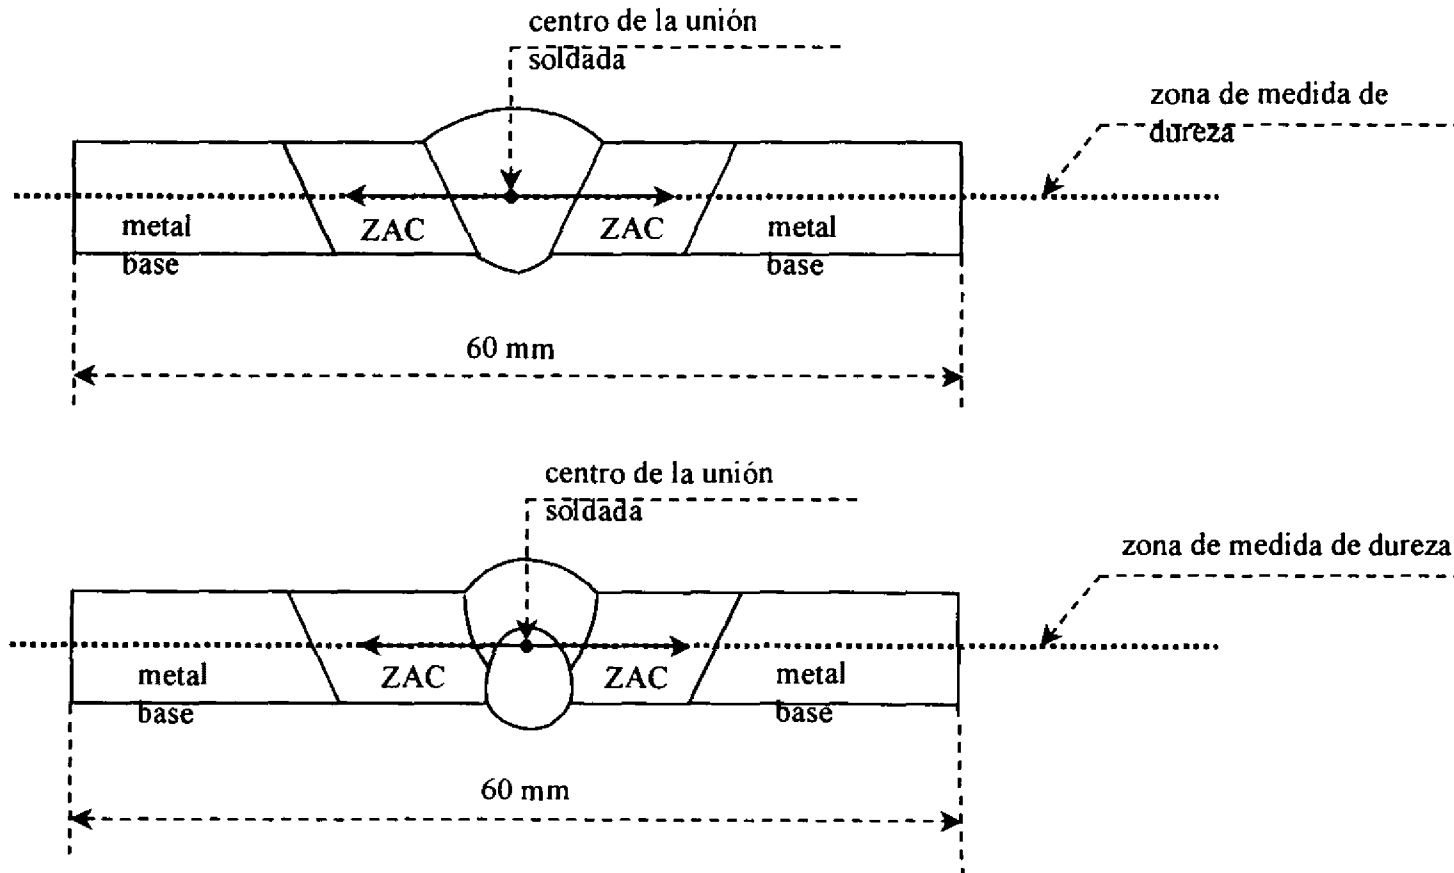 centro de la unión
soldada
zona de medida de
dureza
metal
base
ZAC
ZAC
metal
base
60 mm
centro de la unión
soldada
zona de medida de dureza
metal
base
ZAC
ZAC
metal
base
60 mm